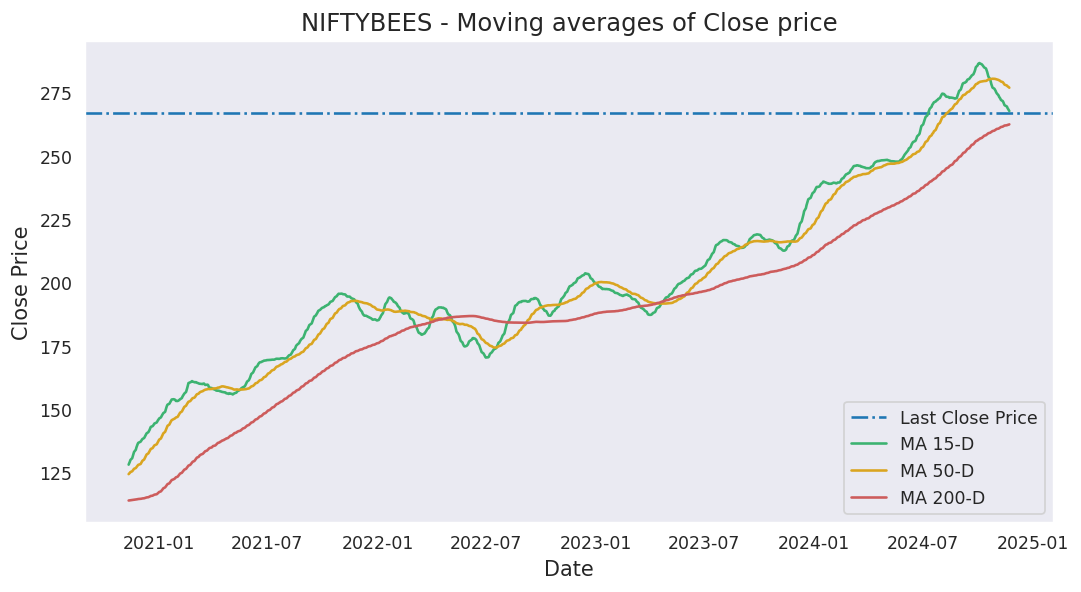 NIFTYBEES - Moving averages of Close price
Close Price
275
250
225
200
175
150
125
Last Close Price
MA 15-D
MA 50-D
MA 200-D
2021-01 2021-07 2022-01 2022-07 2023-01 2023-07 2024-01 2024-07 2025-01
Date